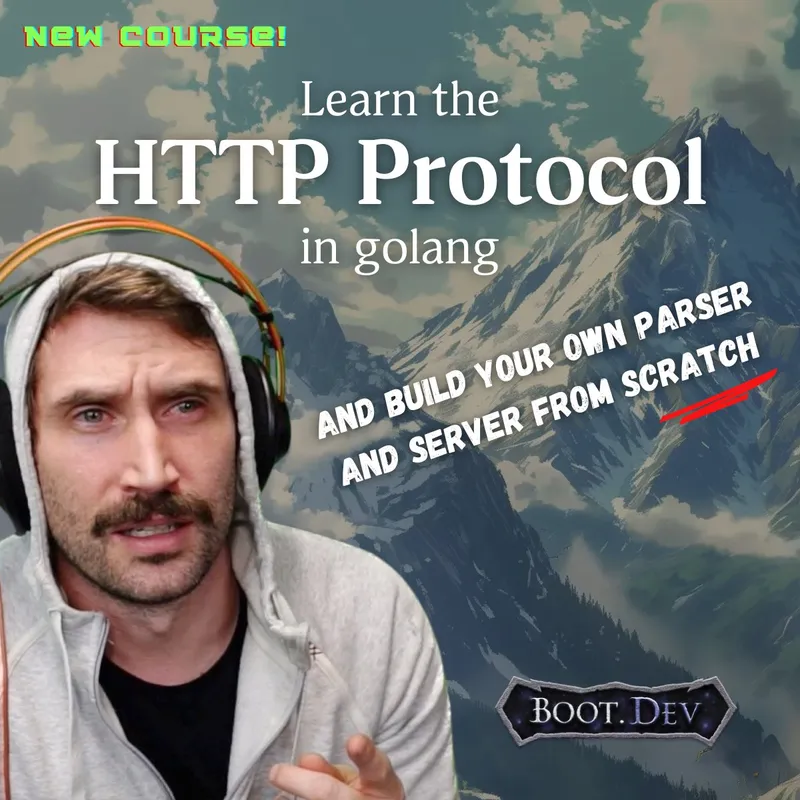 NEW COURSE!
Learn the
HTTP Protocol
in golang
AND BUILD YOUR OWN PARSER
AND SERVER FROM SCRATCH
BOOT.DEV